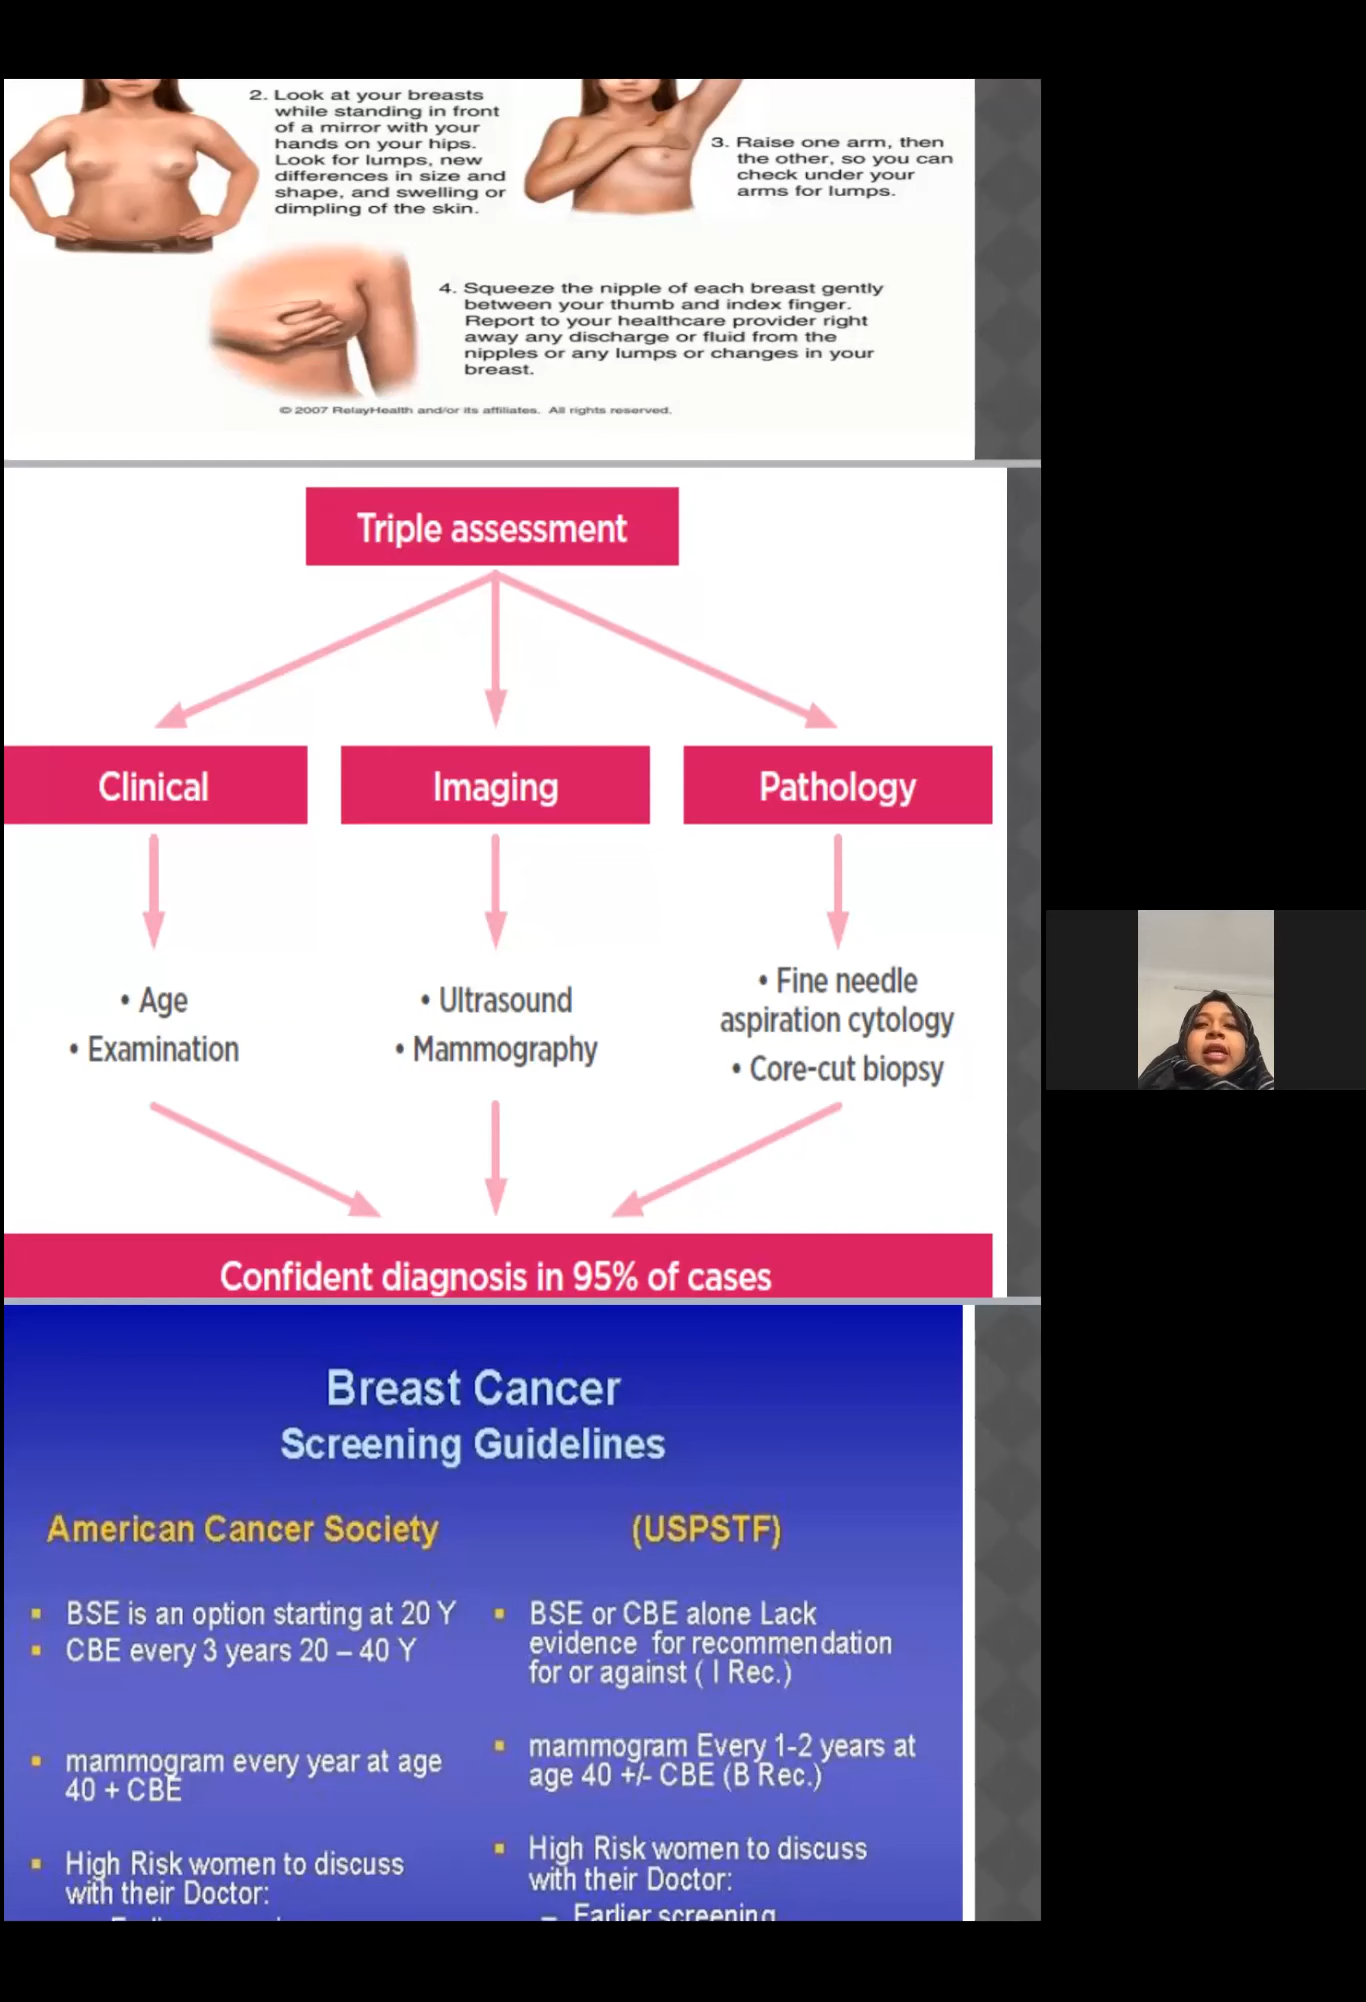 2. Look at your breasts
while standing in front
of a mirror with your
hands on your hips.
Look for lumps, new
differences in size and
shape, and swelling or
dimpling of the skin.
3. Raise one arm, then
the other, so you can
check under your
arms for lumps.
4. Squeeze the nipple of each breast gently
between your thumb and index finger.
Report to your healthcare provider right
away any discharge or fluid from the
nipples or any lumps or changes in your
breast.
© 2007 RelayHealth and/or its affiliates. All rights reserved.
Triple assessment
Clinical
Imaging
Pathology
• Age
• Examination
• Ultrasound
• Mammography
• Fine needle
aspiration cytology
• Core-cut biopsy
Confident diagnosis in 95% of cases
Breast Cancer
Screening Guidelines
American Cancer Society
▪ BSE is an option starting at 20 Y
▪ CBE every 3 years 20 – 40 Y
▪ mammogram every year at age
40 + CBE
▪ High Risk women to discuss
with their Doctor:
(USPSTF)
▪ BSE or CBE alone Lack
evidence for recommendation
for or against ( I Rec.)
▪ mammogram Every 1-2 years at
age 40 +/- CBE (B Rec.)
▪ High Risk women to discuss
with their Doctor:
– Earlier screening